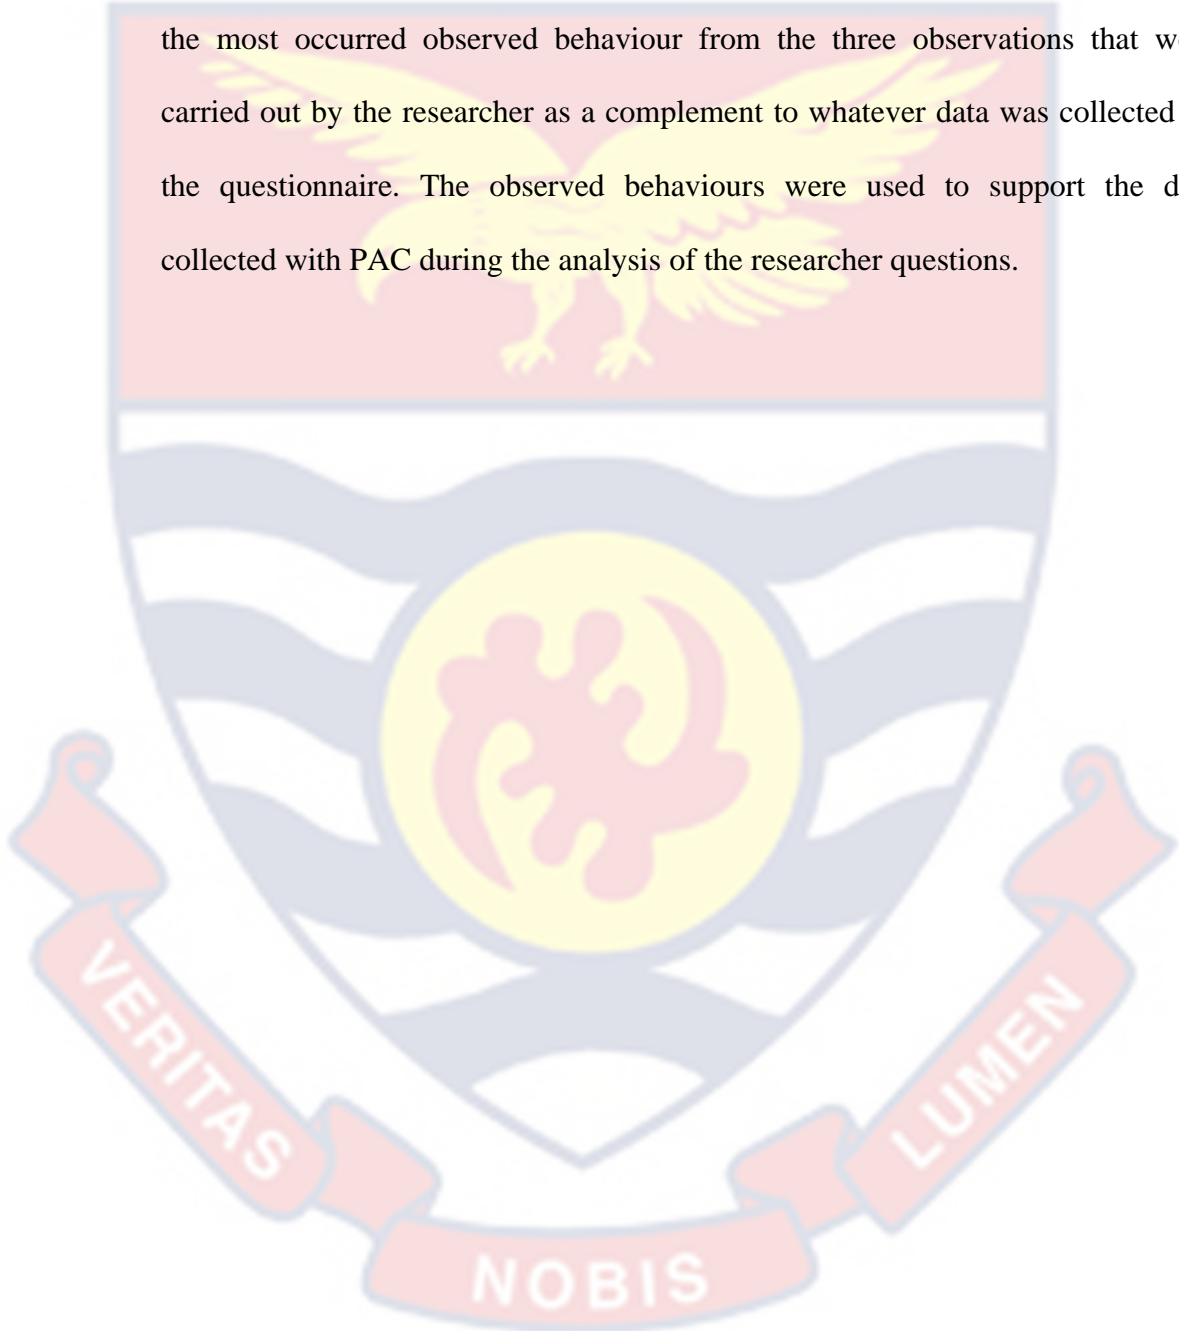 the most occurred observed behaviour from the three observations that
carried out by the researcher as a complement to whatever data was collected
the questionnaire. The observed behaviours were used to support the
collected with PAC during the analysis of the researcher questions.
VERITAS
NOBIS
LUMEN